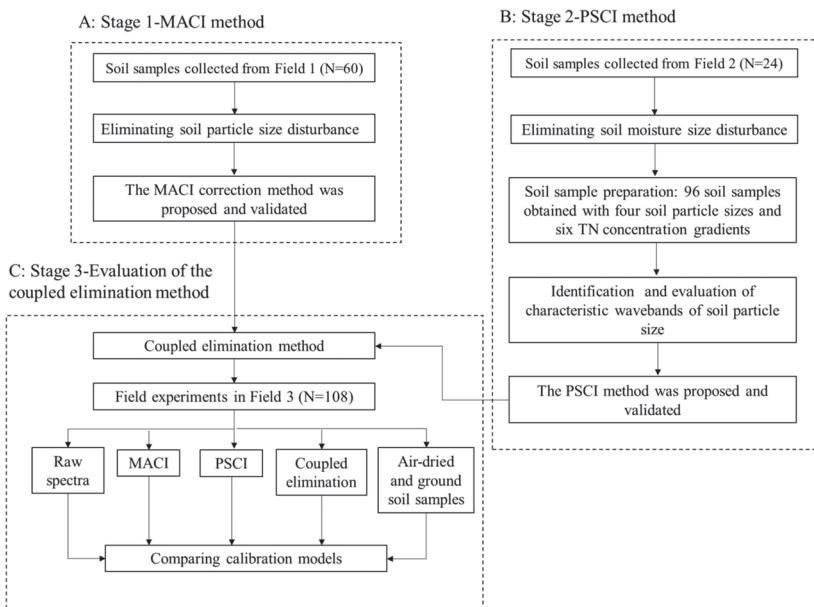 A: Stage 1-MACI method
Soil samples collected from Field 1 (N=60)
Eliminating soil particle size disturbance
The MACI correction method was
proposed and validated
B: Stage 2-PSCI method
Soil samples collected from Field 2 (N=24)
Eliminating soil moisture size disturbance
Soil sample preparation: 96 soil samples
obtained with four soil particle sizes and
six TN concentration gradients
Identification and evaluation of
characteristic wavebands of soil particle
size
The PSCI method was proposed and
validated
C: Stage 3-Evaluation of the
coupled elimination method
Coupled elimination method
Field experiments in Field 3 (N=108)
Raw
spectra
MACI
PSCI
Coupled
elimination
Air-dried
and ground
soil samples
Comparing calibration models